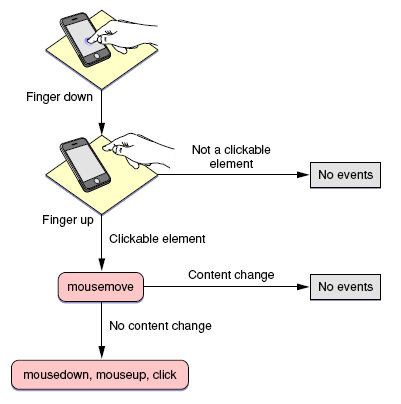 Finger down
Not a clickable
element
No events
Finger up
Clickable element
mousemove
Content change
No events
No content change
mousedown, mouseup, click